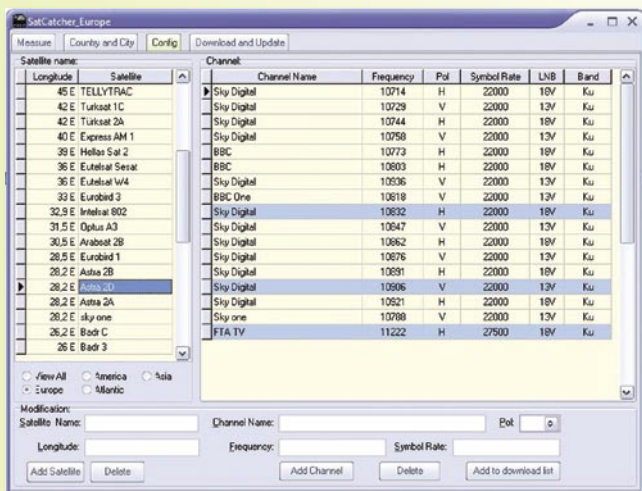 SatCatcher_Europe
Measure Country and City Config Download and Update
Satellite name: Channel:
Longitude Satellite Channel Name Frequency Pol Symbol Rate LNB Band
45 E TELLYTRAC Sky Digital 10714 H 22000 18V Ku
42 E Turksat 1C Sky Digital 10729 V 22000 13V Ku
42 E Türksat 2A Sky Digital 10744 H 22000 18V Ku
40 E Express AM 1 Sky Digital 10758 V 22000 13V Ku
39 E Hellas Sat 2 BBC 10773 H 22000 18V Ku
36 E Eutelsat Sesat BBC 10803 H 22000 18V Ku
36 E Eutelsat W4 Sky Digital 10936 V 22000 13V Ku
33 E Eurobird 3 BBC One 10818 V 22000 13V Ku
32,9 E Intelsat 802 Sky Digital 10832 H 22000 18V Ku
31,5 E Optus A3 Sky Digital 10847 V 22000 13V Ku
30,5 E Arabsat 2B Sky Digital 10862 H 22000 18V Ku
28,5 E Eurobird 1 Sky Digital 10876 V 22000 13V Ku
28,2 E Astra 2B Sky Digital 10891 H 22000 18V Ku
28,2 E Astra 2D Sky Digital 10906 V 22000 13V Ku
28,2 E Astra 2A Sky Digital 10921 H 22000 18V Ku
28,2 E sky one Sky one 10788 V 22000 13V Ku
26,2 E Badr C FTA TV 11222 H 27500 18V Ku
26 E Badr 3
View All America Asia
Europe Atlantic
Modification:
Satellite Name: Channel Name: Pol:
Longitude: Frequency: Symbol Rate:
Add Satellite Delete Add Channel Delete Add to download list